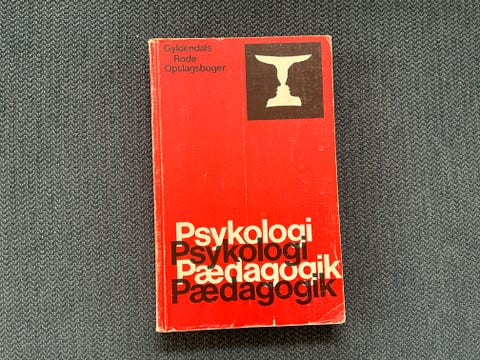 Gyldendals
Røde
Opslagsbøger
Psykologi
Psykologi
Pædagogik
Pædagogik